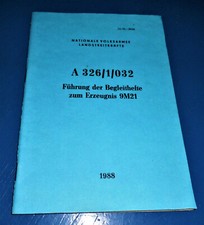 NATIONALE VOLKSARMEE
LANDSTREITKRÄFTE
A 326/1/032
Führung der Begleithefte
zum Erzeugnis 9M21
1988